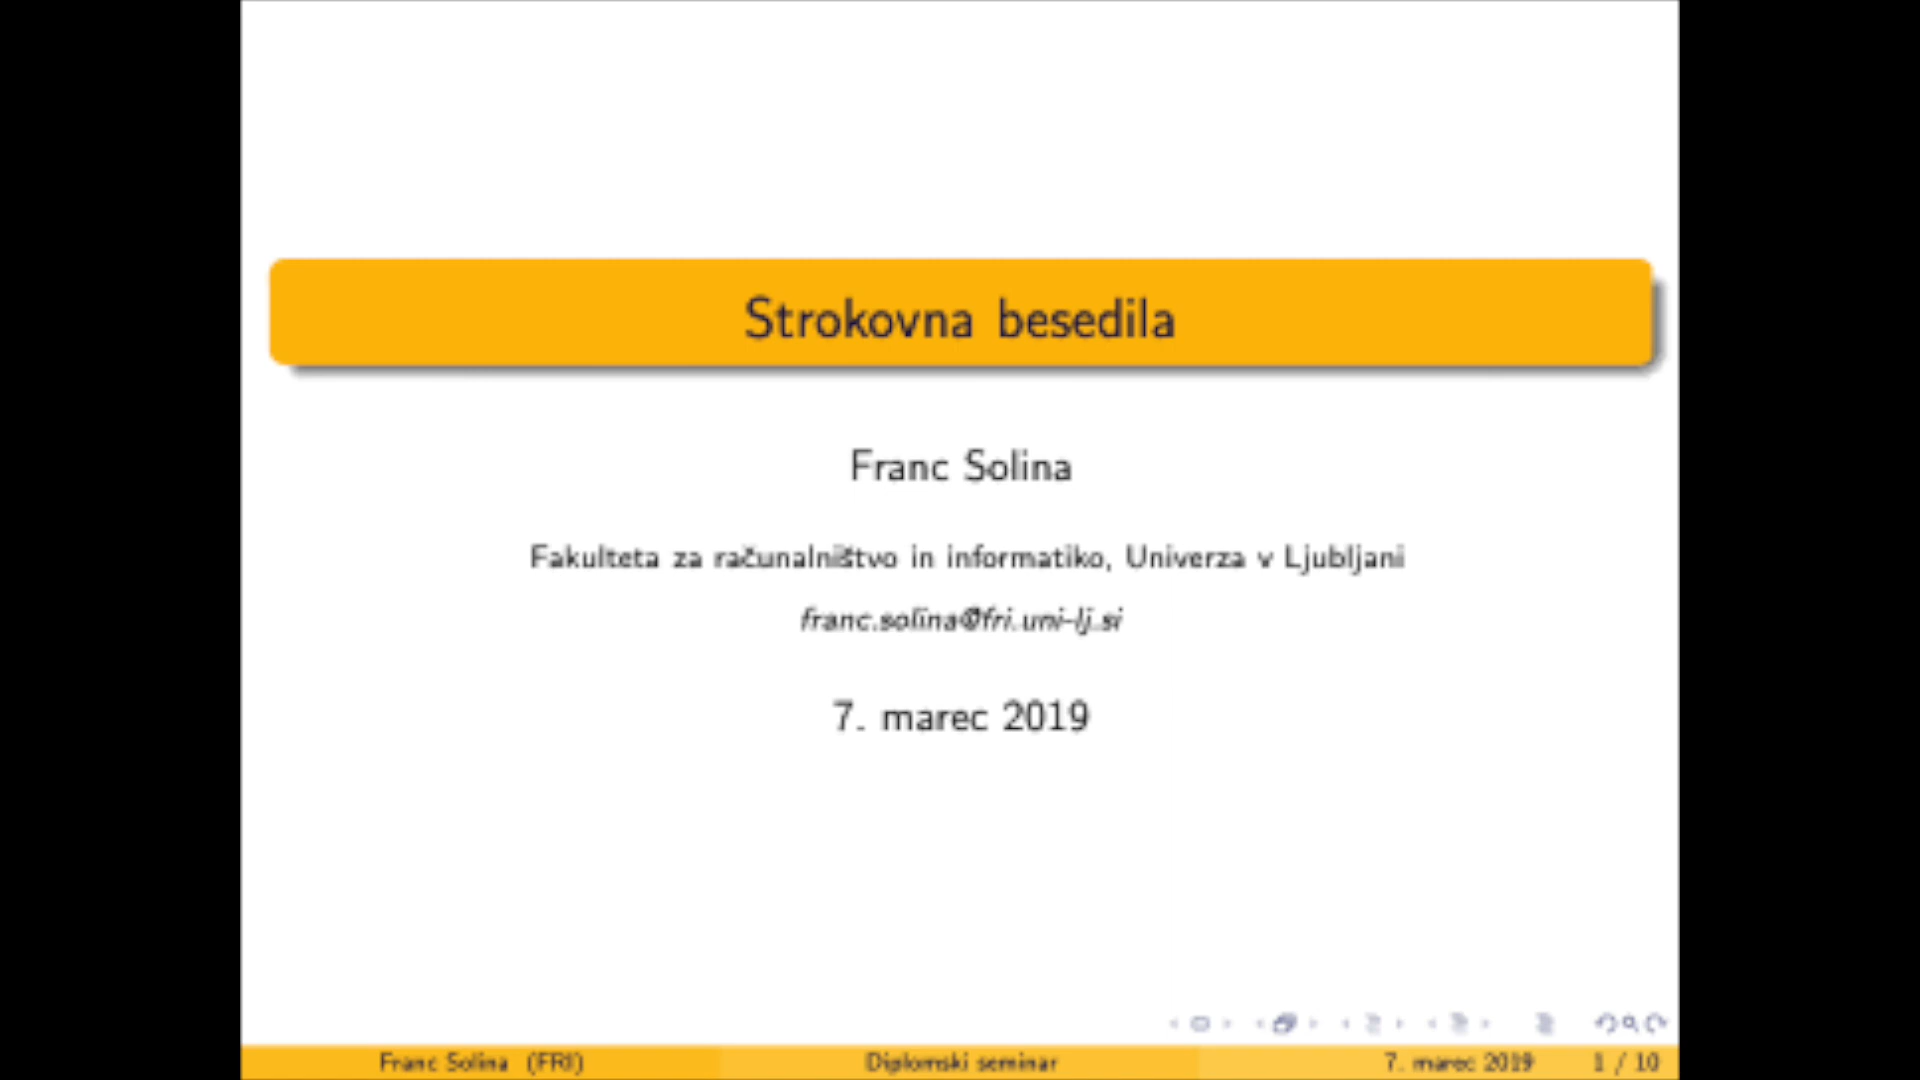 Strokovna besedila
Franc Solina
Fakulteta za računalništvo in informatiko, Univerza v Ljubljani
franc.solina@fri.uni-lj.si
7. marec 2019
Franc Solina (FRI) Diplomski seminar 7. marec 2019 1 / 10